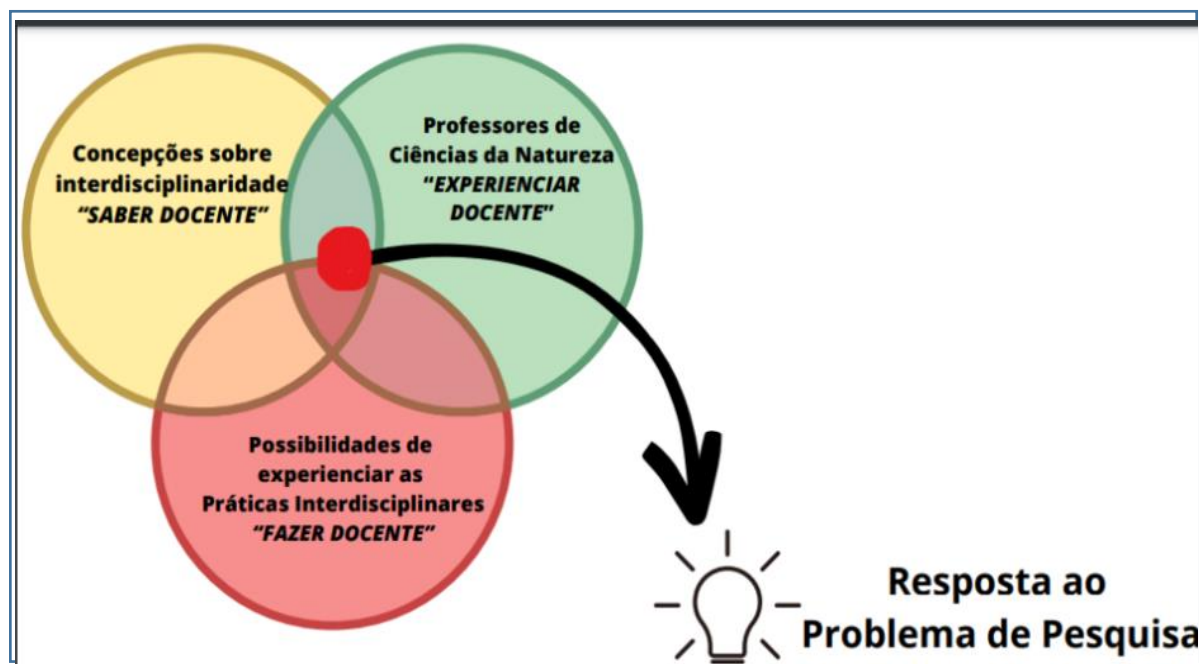 Concepções sobre
interdisciplinaridade
“SABER DOCENTE”
Professores de
Ciências da Natureza
“EXPERIENCIAR
DOCENTE”
Possibilidades de
experienciar as
Práticas Interdisciplinares
“FAZER DOCENTE”
Resposta ao
Problema de Pesquisa